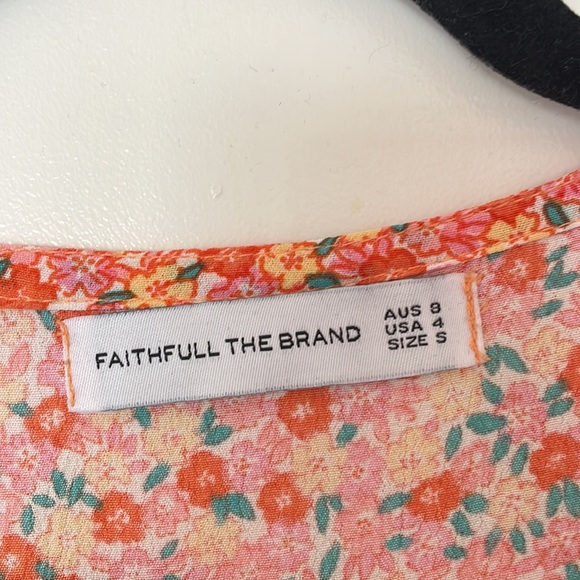 FAITHFULL THE BRAND
AUS 8
USA 4
SIZE S